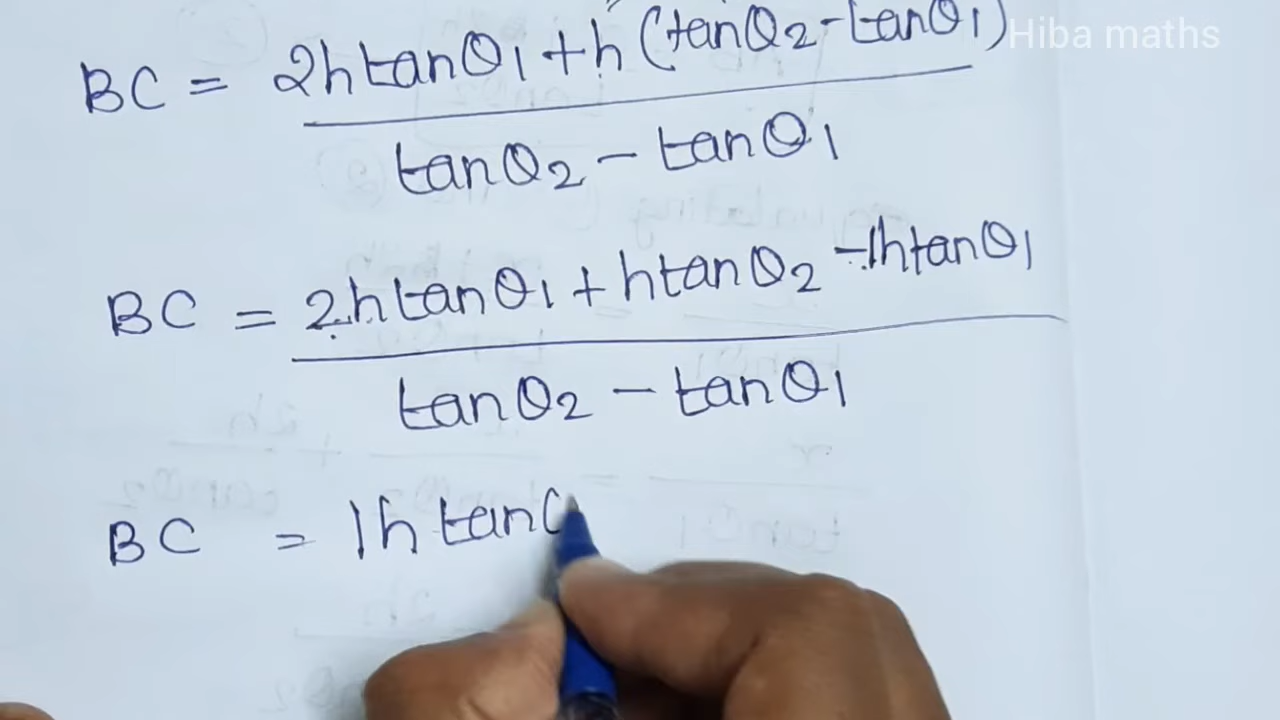 Hiba maths
BC = 2h tanθ1 + h (tanθ2 - tanθ1)
tanθ2 - tanθ1
BC = 2h tanθ1 + h tanθ2 - 1h tanθ1
tanθ2 - tanθ1
BC = 1h tan